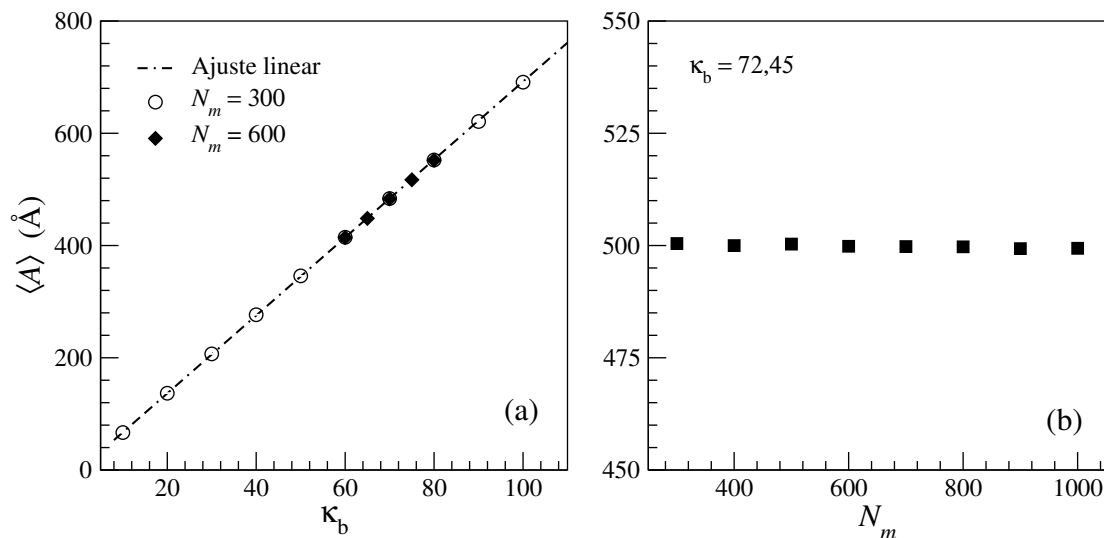 800
600
400
200
0
⟨A⟩ (Å)
Ajuste linear
N_m = 300
N_m = 600
(a)
20 40 60 80 100
κ_b
550
525
500
475
450
κ_b = 72,45
(b)
400 600 800 1000
N_m